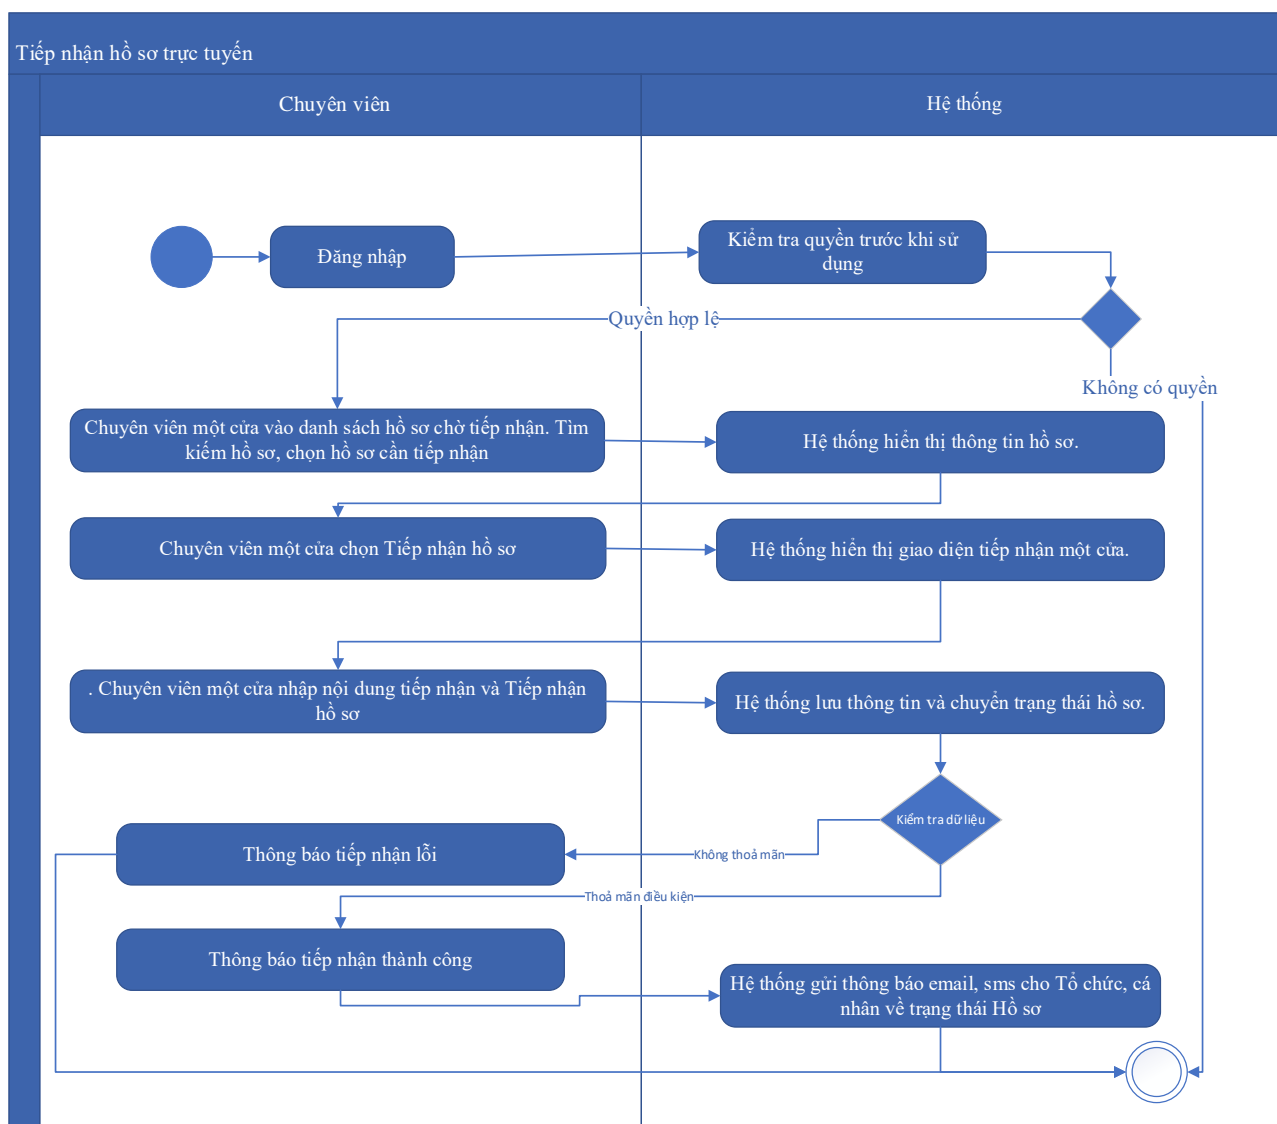 Tiếp nhận hồ sơ trực tuyến
Chuyên viên
Hệ thống
Đăng nhập
Kiểm tra quyền trước khi sử
dụng
Quyền hợp lệ
Không có quyền
Chuyên viên một cửa vào danh sách hồ sơ chờ tiếp nhận. Tìm
kiếm hồ sơ, chọn hồ sơ cần tiếp nhận
Hệ thống hiển thị thông tin hồ sơ.
Chuyên viên một cửa chọn Tiếp nhận hồ sơ
Hệ thống hiển thị giao diện tiếp nhận một cửa.
. Chuyên viên một cửa nhập nội dung tiếp nhận và Tiếp nhận
hồ sơ
Hệ thống lưu thông tin và chuyển trạng thái hồ sơ.
Kiểm tra dữ liệu
Không thoả mãn
Thông báo tiếp nhận lỗi
Thoả mãn điều kiện
Thông báo tiếp nhận thành công
Hệ thống gửi thông báo email, sms cho Tổ chức, cá
nhân về trạng thái Hồ sơ